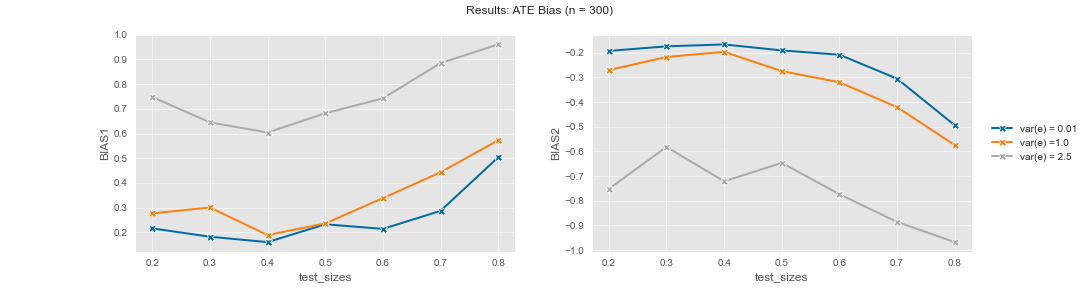 Results: ATE Bias (n = 300)
BIAS1
1.0
0.9
0.8
0.7
0.6
0.5
0.4
0.3
0.2
0.2 0.3 0.4 0.5 0.6 0.7 0.8
test_sizes
BIAS2
−0.2
−0.3
−0.4
−0.5
−0.6
−0.7
−0.8
−0.9
−1.0
0.2 0.3 0.4 0.5 0.6 0.7 0.8
test_sizes
var(e) = 0.01
var(e) =1.0
var(e) = 2.5